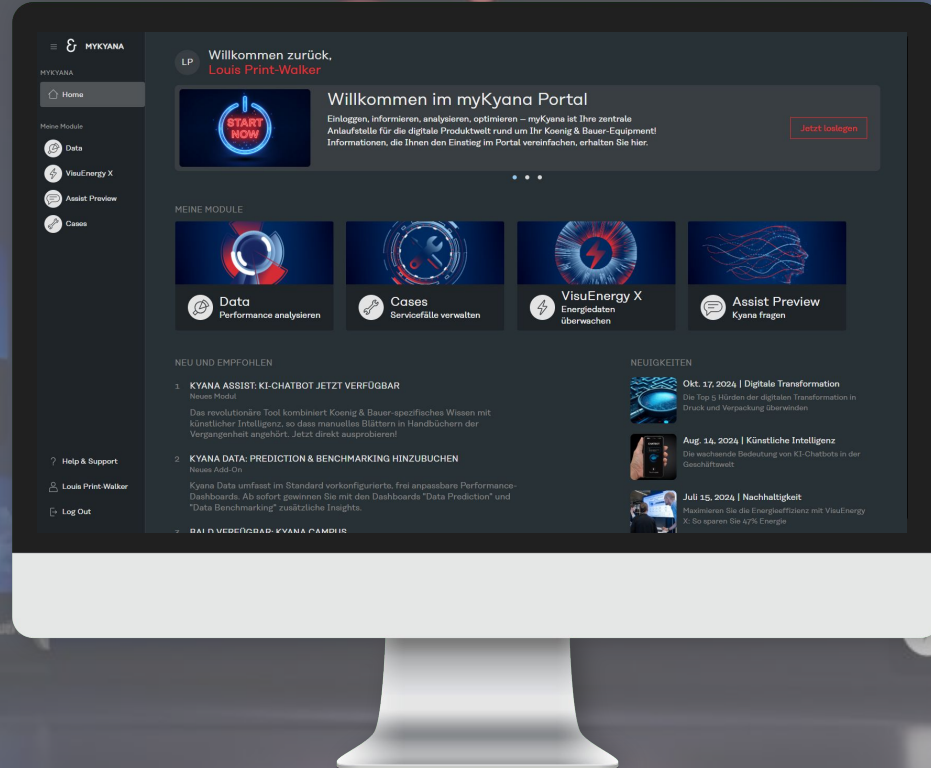 & MYKYANA
MYKYANA
Home
Meine Module
Data
VisuEnergy X
Assist Preview
Cases
? Help & Support
Louis Print-Walker
Log Out
LP
Willkommen zurück,
Louis Print-Walker
START
NOW
Willkommen im myKyana Portal
Einloggen, informieren, analysieren, optimieren – myKyana ist Ihre zentrale
Anlaufstelle für die digitale Produktwelt rund um Ihr Koenig & Bauer-Equipment!
Informationen, die Ihnen den Einstieg im Portal vereinfachen, erhalten Sie hier.
Jetzt loslegen
MEINE MODULE
Data
Performance analysieren
Cases
Servicefälle verwalten
VisuEnergy X
Energiedaten
überwachen
Assist Preview
Kyana fragen
NEU UND EMPFOHLEN
1 KYANA ASSIST: KI-CHATBOT JETZT VERFÜGBAR
Neues Modul
Das revolutionäre Tool kombiniert Koenig & Bauer-spezifisches Wissen mit
künstlicher Intelligenz, so dass manuelles Blättern in Handbüchern der
Vergangenheit angehört. Jetzt direkt ausprobieren!
2 KYANA DATA: PREDICTION & BENCHMARKING HINZUBUCHEN
Neues Add-On
Kyana Data umfasst im Standard vorkonfigurierte, frei anpassbare Performance-
Dashboards. Ab sofort gewinnen Sie mit den Dashboards "Data Prediction" und
"Data Benchmarking" zusätzliche Insights.
3 BALD VERFÜGBAR: KYANA CAMPUS
NEUIGKEITEN
Okt. 17, 2024 | Digitale Transformation
Die Top 5 Hürden der digitalen Transformation in
Druck und Verpackung überwinden
Aug. 14, 2024 | Künstliche Intelligenz
Die wachsende Bedeutung von KI-Chatbots in der
Geschäftswelt
Juli 15, 2024 | Nachhaltigkeit
Maximieren Sie die Energieeffizienz mit VisuEnergy
X: So sparen Sie 47% Energie